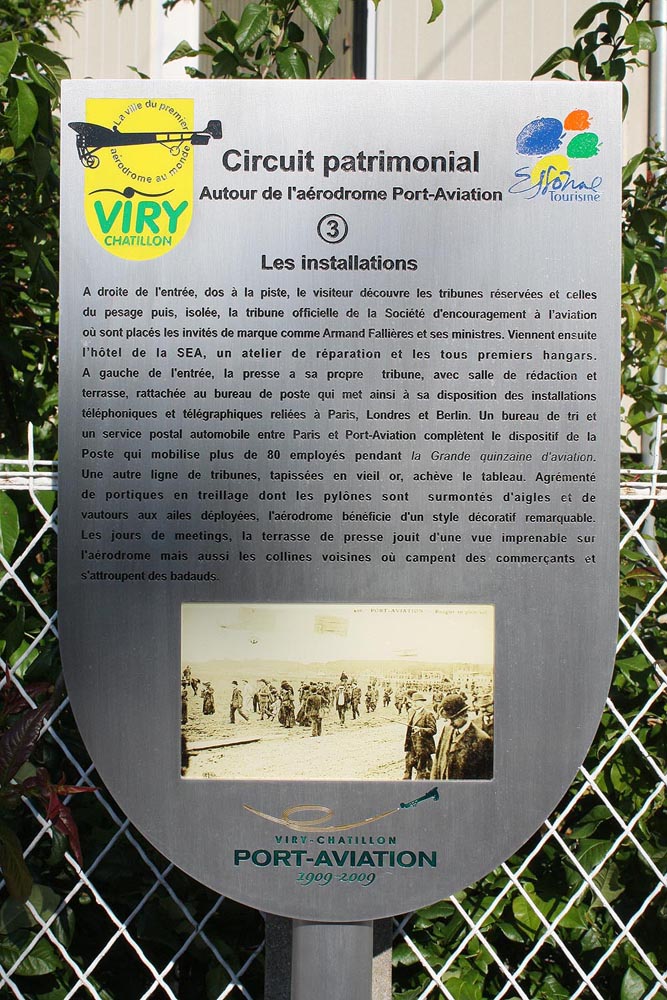 La ville du premier
aérodrome au monde
VIRY
CHATILLON
Circuit patrimonial
Autour de l'aérodrome Port-Aviation
Essonne
Tourisme
3
Les installations
A droite de l'entrée, dos à la piste, le visiteur découvre les tribunes réservées et celles
du pesage puis, isolée, la tribune officielle de la Société d'encouragement à l'aviation
où sont placés les invités de marque comme Armand Fallières et ses ministres. Viennent ensuite
l'hôtel de la SEA, un atelier de réparation et les tous premiers hangars.
A gauche de l'entrée, la presse a sa propre tribune, avec salle de rédaction et
terrasse, rattachée au bureau de poste qui met ainsi à sa disposition des installations
téléphoniques et télégraphiques reliées à Paris, Londres et Berlin. Un bureau de tri et
un service postal automobile entre Paris et Port-Aviation complètent le dispositif de la
Poste qui mobilise plus de 80 employés pendant la Grande quinzaine d'aviation.
Une autre ligne de tribunes, tapissées en vieil or, achève le tableau. Agrémenté
de portiques en treillage dont les pylônes sont surmontés d'aigles et de
vautours aux ailes déployées, l'aérodrome bénéficie d'un style décoratif remarquable.
Les jours de meetings, la terrasse de presse jouit d'une vue imprenable sur
l'aérodrome mais aussi les collines voisines où campent des commerçants et
s'attroupent des badauds.
PORT-AVIATION
VIRY-CHATILLON
PORT-AVIATION
1909-2009